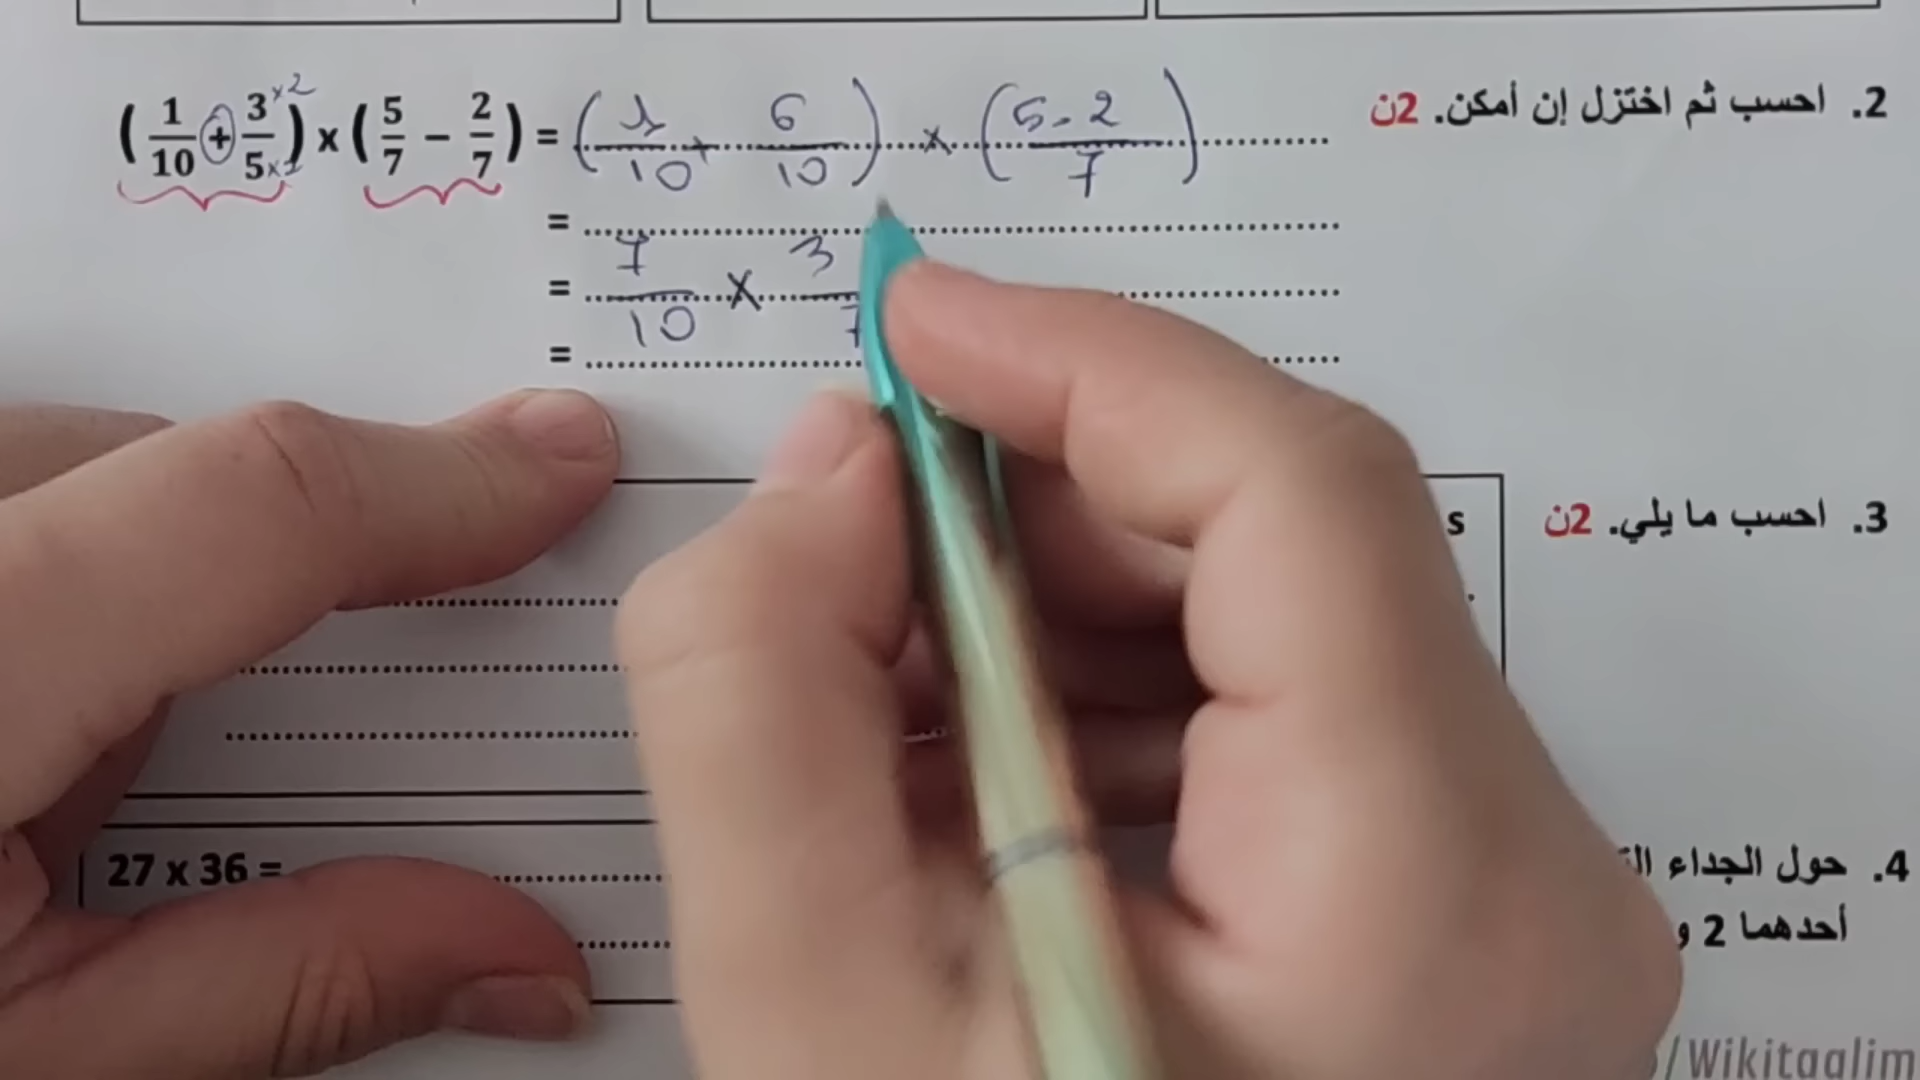 2. احسب ثم اختزل إن أمكن. 2ن
(1/10 + 3/5) x (5/7 − 2/7) = (1/10 + 6/10) × (5-2/7)
×2
×2
=
= 7/10 × 3/7
=
3. احسب ما يلي. 2ن
s
27 x 36 =
4. حول الجداء
أحدهما 2 و
/Wikitaalim